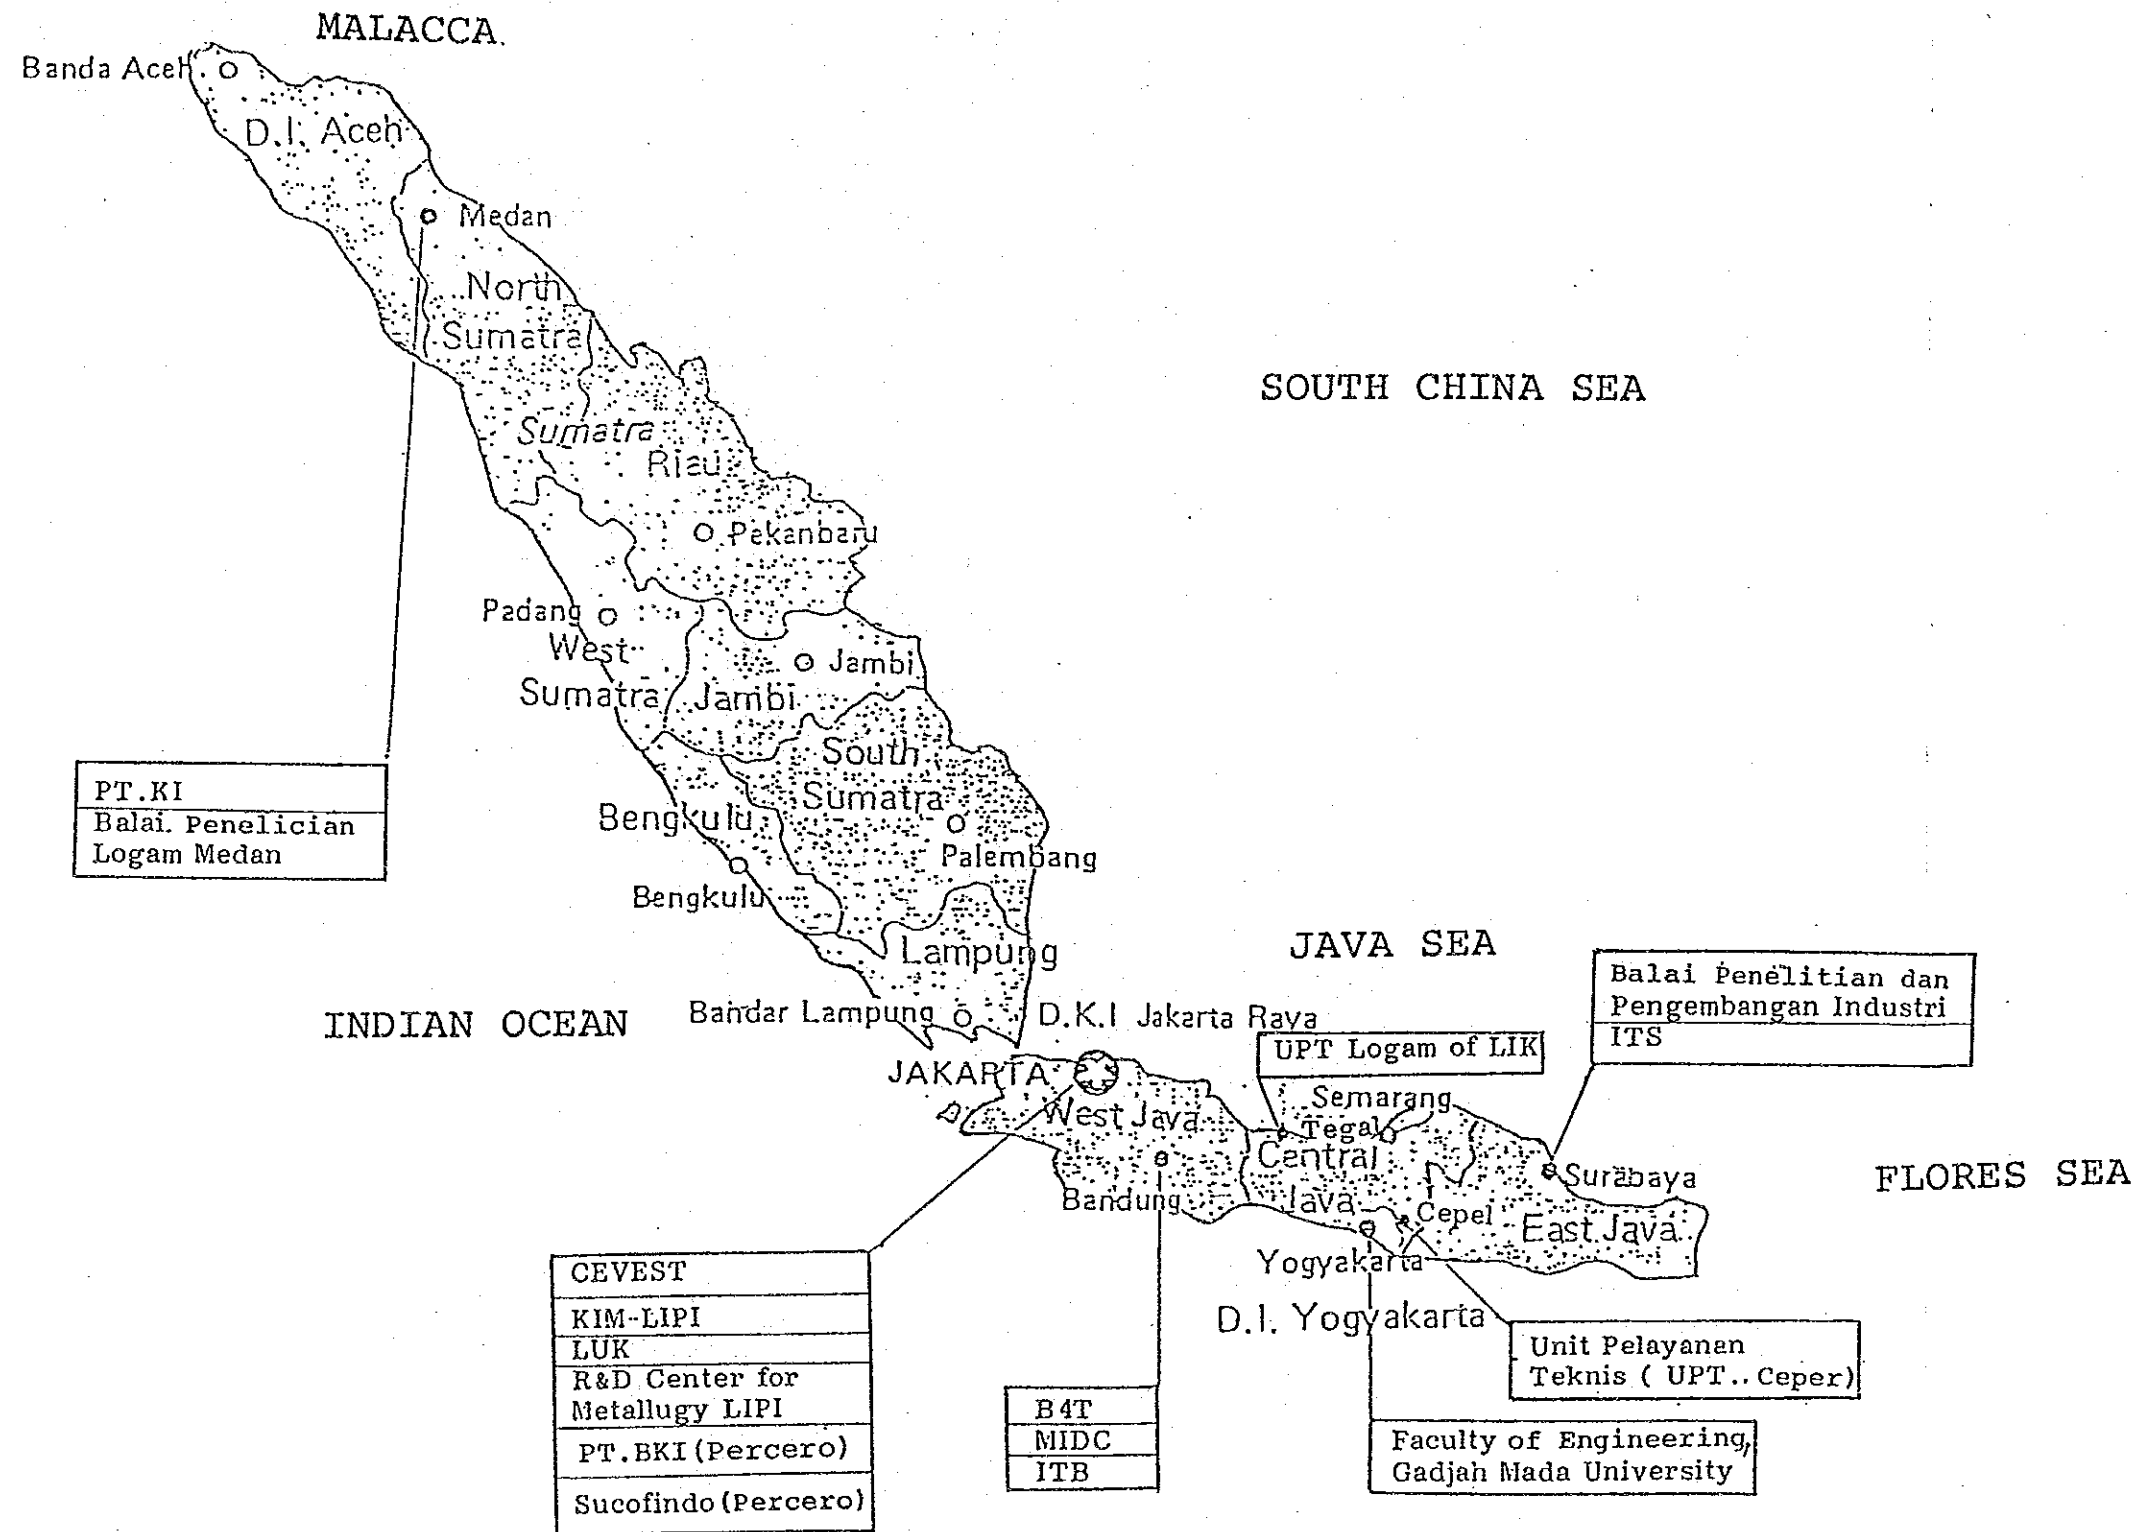 MALACCA.
Banda Aceh
D.I. Aceh
Medan
North
Sumatra
SOUTH CHINA SEA
Sumatra
Riau
Pekanbaru
Padang
West
Sumatra
Jambi
Jambi
South
Sumatra
PT.KI
Balai. Penelician
Logam Medan
Bengkulu
Palembang
Bengkulu
Lampung
JAVA SEA
Balai Penelitian dan
Pengembangan Industri
ITS
INDIAN OCEAN
Bandar Lampung
D.K.I Jakarta Raya
UPT Logam of LIK
JAKARTA
Semarang
West Java
Tegal
Central
Java
Surabaya
FLORES SEA
Bandung
Cepel
East Java
Yogyakarta
D.I. Yogyakarta
CEVEST
KIM-LIPI
LUK
R&D Center for
Metallugy LIPI
PT.BKI(Percero)
Sucofindo(Percero)
B4T
MIDC
ITB
Unit Pelayanan
Teknis ( UPT.. Ceper)
Faculty of Engineering,
Gadjah Mada University